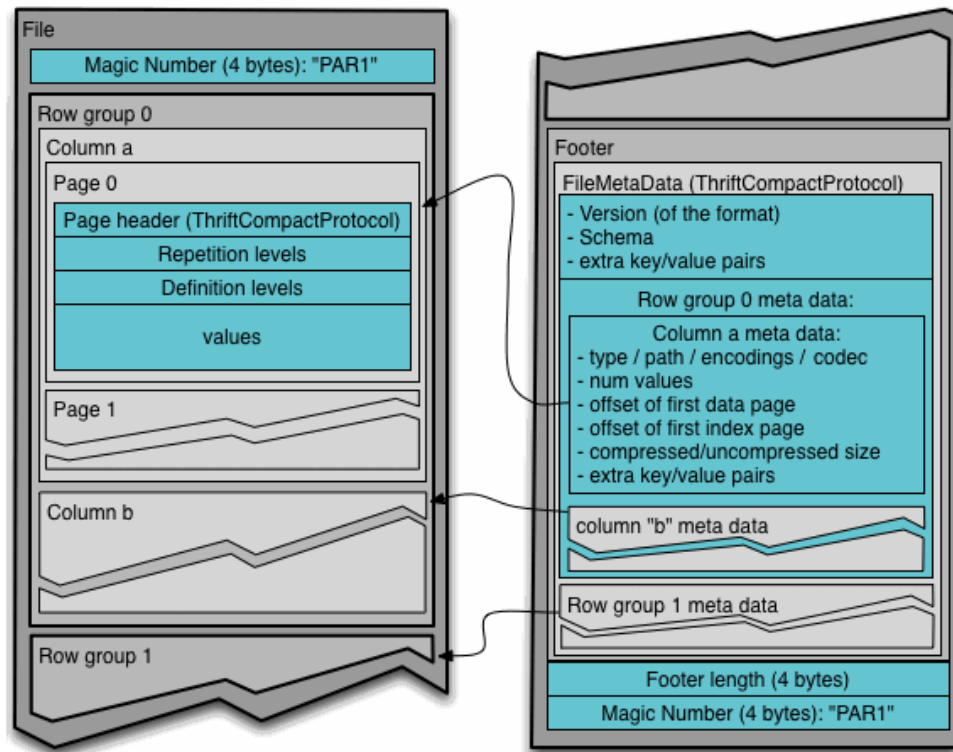 File
Magic Number (4 bytes): "PAR1"
Row group 0
Column a
Page 0
Page header (ThriftCompactProtocol)
Repetition levels
Definition levels
values
Page 1
Column b
Row group 1
Footer
FileMetaData (ThriftCompactProtocol)
- Version (of the format)
- Schema
- extra key/value pairs
Row group 0 meta data:
Column a meta data:
- type / path / encodings / codec
- num values
- offset of first data page
- offset of first index page
- compressed/uncompressed size
- extra key/value pairs
column "b" meta data
Row group 1 meta data
Footer length (4 bytes)
Magic Number (4 bytes): "PAR1"